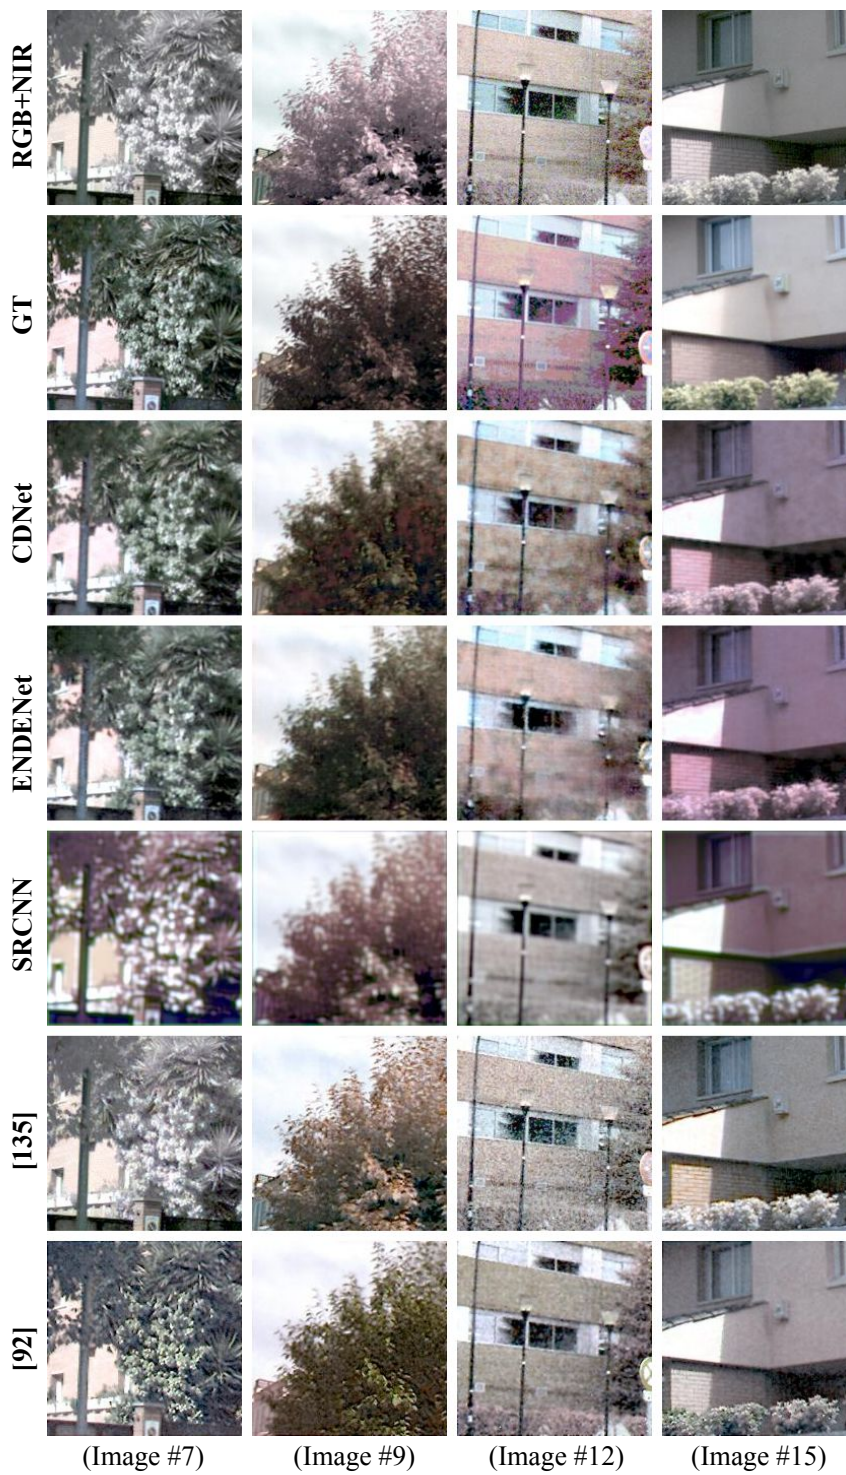 RGB+NIR
GT
CDNet
ENDENet
SRCNN
[135]
[92]
(Image #7) (Image #9) (Image #12) (Image #15)